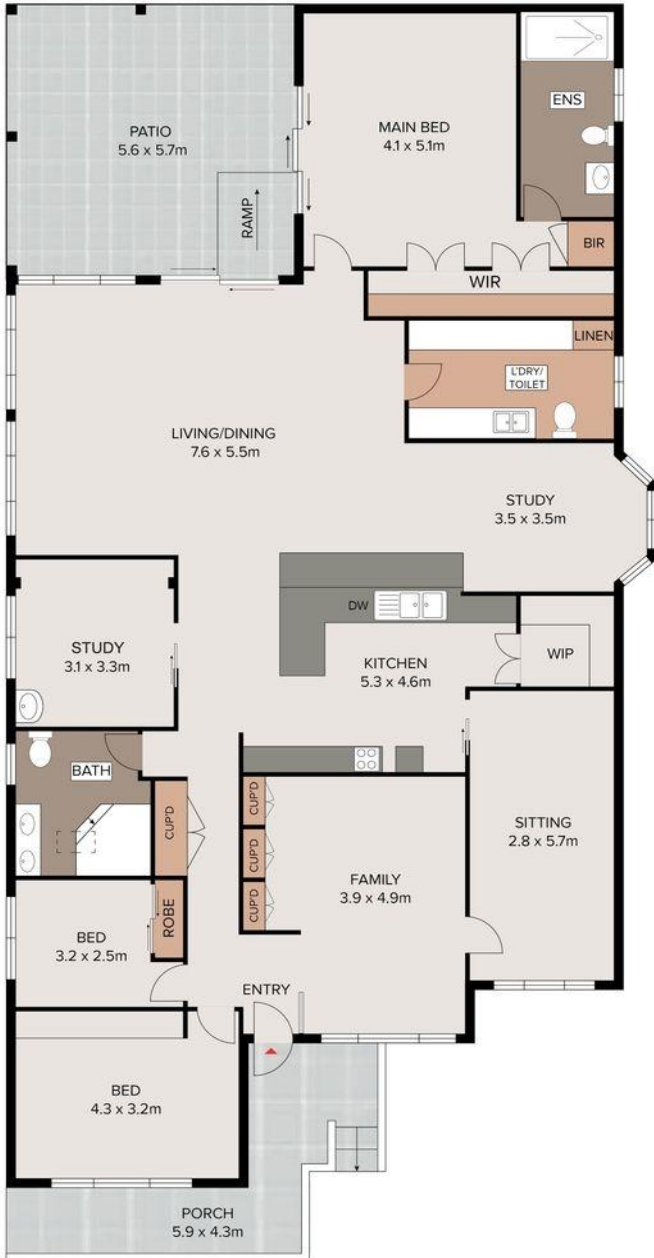 PATIO
5.6 x 5.7m
RAMP
MAIN BED
4.1 x 5.1m
ENS
BIR
WIR
LINEN
L'DRY/
TOILET
LIVING/DINING
7.6 x 5.5m
STUDY
3.5 x 3.5m
STUDY
3.1 x 3.3m
DW
KITCHEN
5.3 x 4.6m
WIP
BATH
CUP'D
CUP'D
CUP'D
CUP'D
SITTING
2.8 x 5.7m
FAMILY
3.9 x 4.9m
BED
3.2 x 2.5m
ROBE
ENTRY
BED
4.3 x 3.2m
PORCH
5.9 x 4.3m